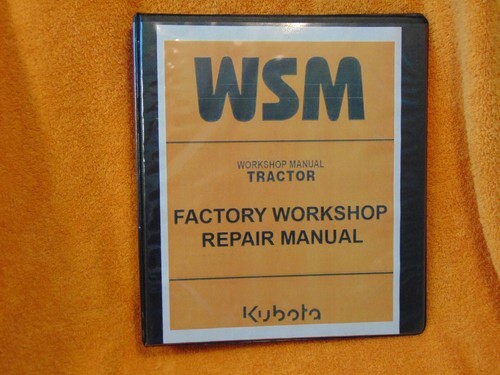 WSM
WORKSHOP MANUAL
TRACTOR
FACTORY WORKSHOP
REPAIR MANUAL
Kubota